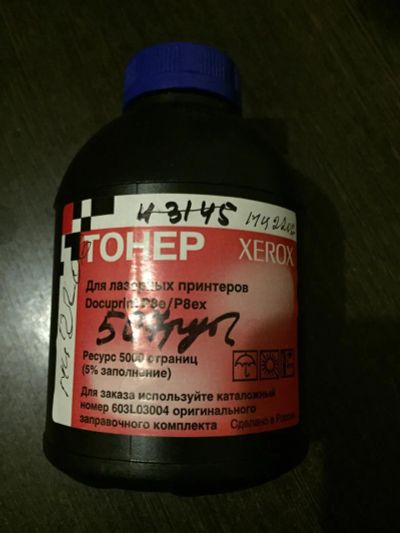 43145
ТОНЕР XEROX
Для лазерных принтеров
Docuprint P8e/P8ex
Ресурс 5000 страниц
(5% заполнение)
Для заказа используйте каталожный
номер 603L03004 оригинального
заправочного комплекта Сделано в России